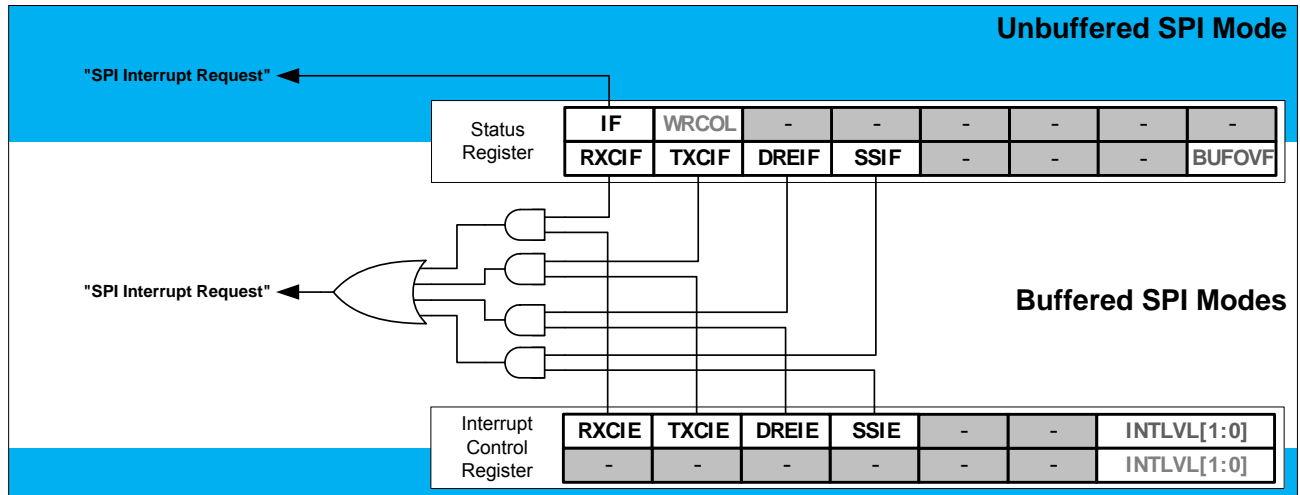 Unbuffered SPI Mode
"SPI Interrupt Request"
Status Register
IF WRCOL - - - - - -
RXCIF TXCIF DREIF SSIF - - - BUFOVF
"SPI Interrupt Request"
Buffered SPI Modes
Interrupt Control Register
RXCIE TXCIE DREIE SSIE - - INTLVL[1:0]
- - - - - - INTLVL[1:0]